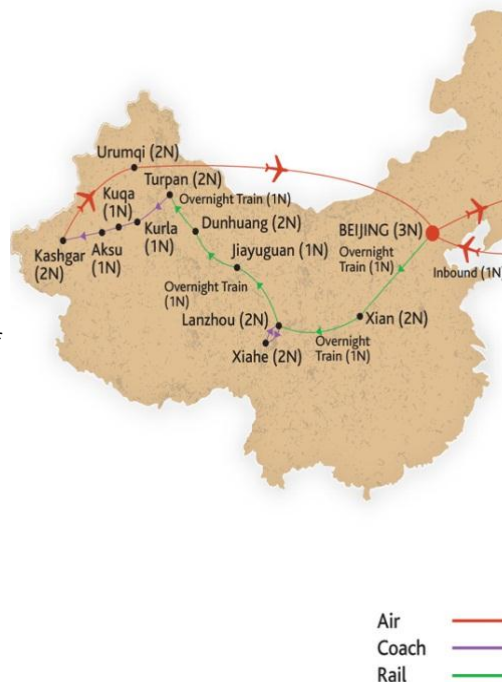 Urumqi (2N)
Turpan (2N)
Kuqa
(1N)
Overnight Train (1N)
Kurla
(1N)
Dunhuang (2N)
BEIJING (3N)
Kashgar
(2N)
Aksu
(1N)
Jiayuguan (1N)
Overnight
Train (1N)
Inbound (1N)
Overnight Train
(1N)
Lanzhou (2N)
Xian (2N)
Xiahe (2N)
Overnight
Train (1N)
Air
Coach
Rail